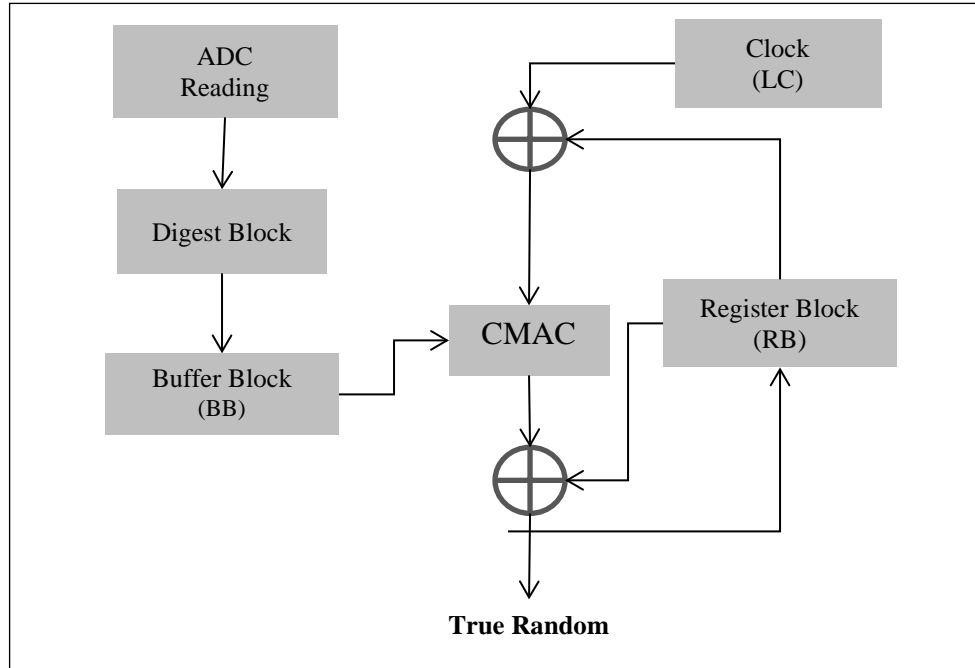 ADC
Reading
Clock
(LC)
Digest Block
CMAC
Register Block
(RB)
Buffer Block
(BB)
True Random